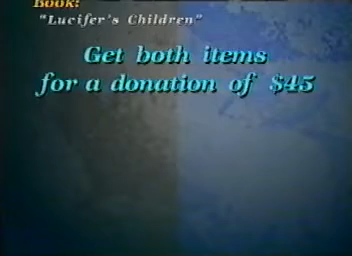 Book:
"Lucifer's Children"
Get both items
for a donation of $45